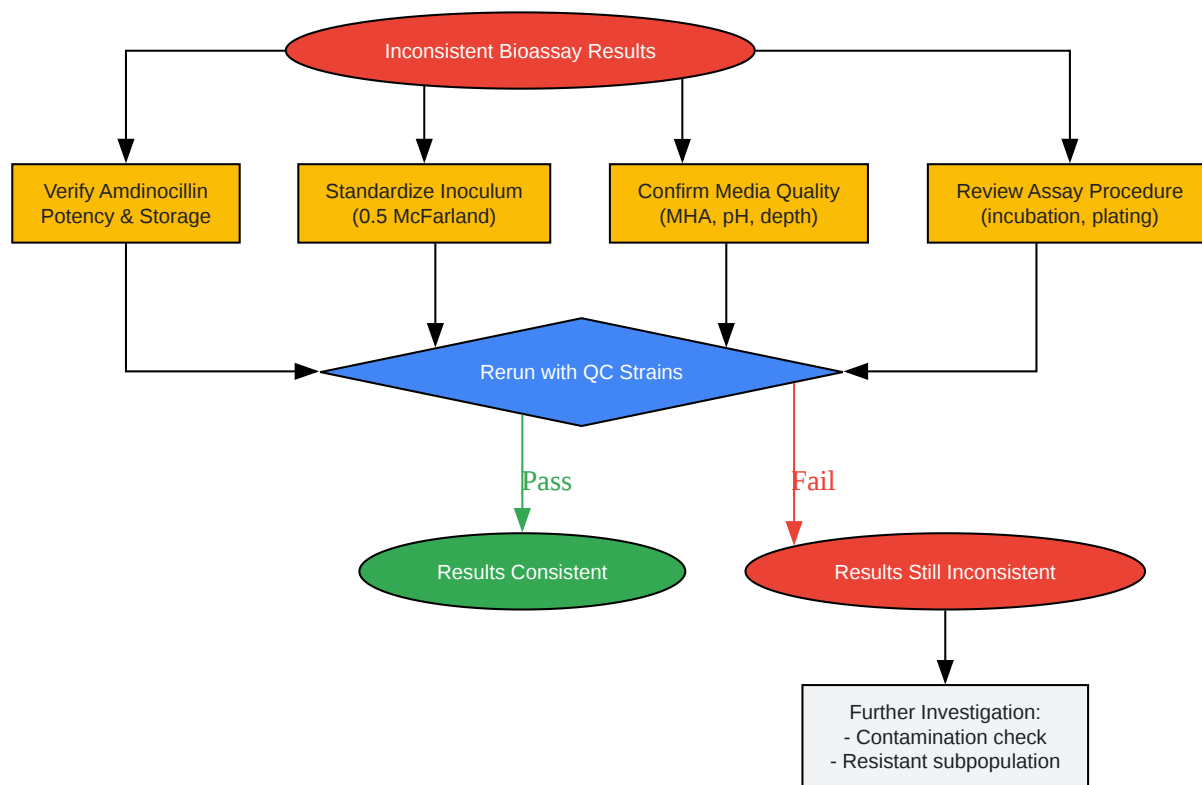 Inconsistent Bioassay Results
Verify Amdinocillin
Potency & Storage
Standardize Inoculum
(0.5 McFarland)
Confirm Media Quality
(MHA, pH, depth)
Review Assay Procedure
(incubation, plating)
Rerun with QC Strains
Pass
Fail
Results Consistent
Results Still Inconsistent
Further Investigation:
- Contamination check
- Resistant subpopulation